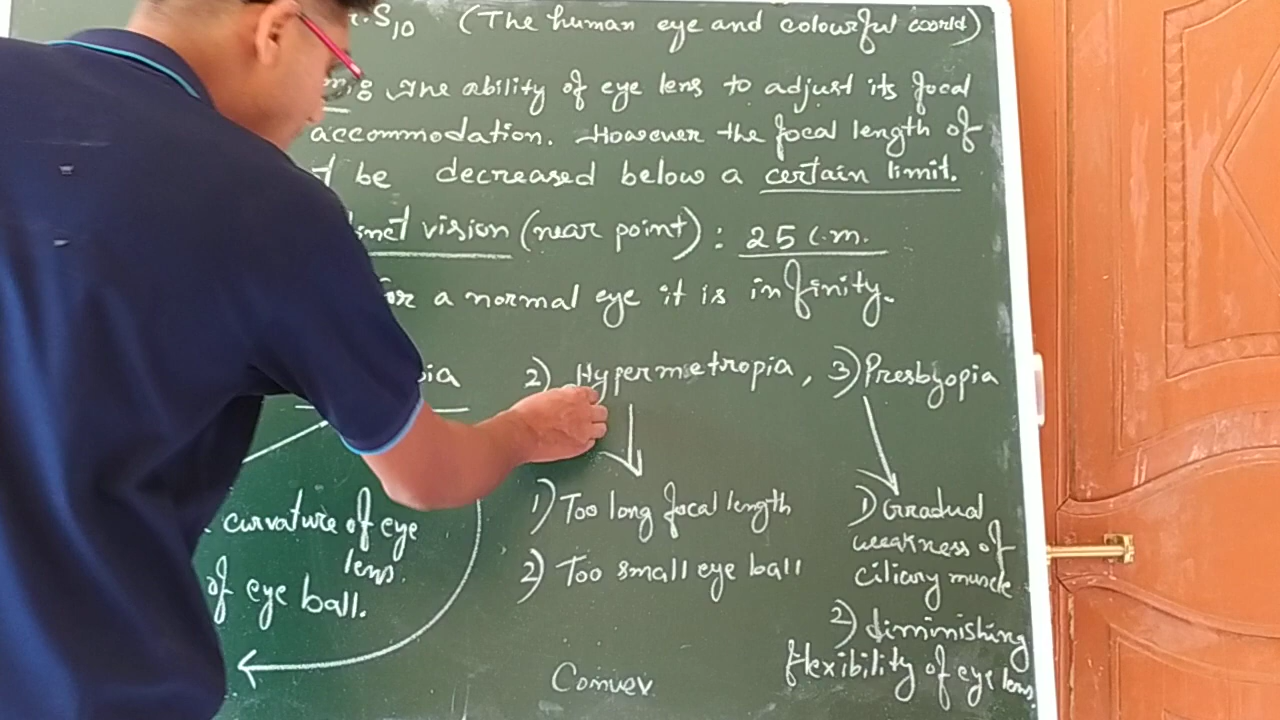 S10 (The human eye and colourful world)
The ability of eye lens to adjust its focal
accommodation. However the focal length of
be decreased below a certain limit.
vision (near point) : 25 c.m.
a normal eye it is infinity.
2) Hypermetropia, 3) Presbyopia
curvature of eye
lens.
of eye ball.
1) Too long focal length
2) Too small eye ball
1) Gradual
weakness of
ciliary muscle
2) diminishing
flexibility of eye lens
Convex